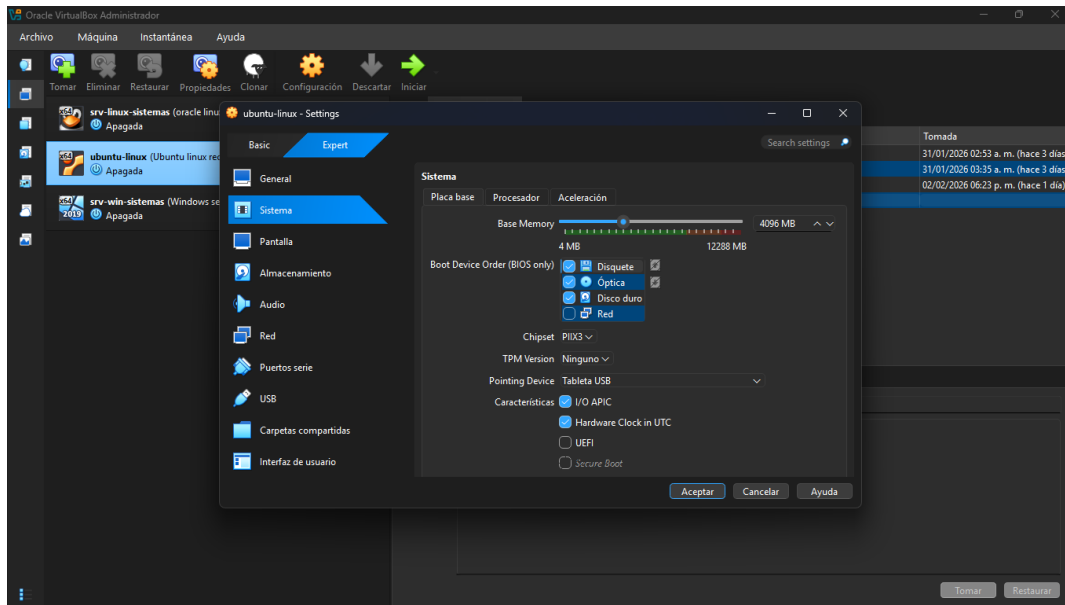 Oracle VirtualBox Administrador
Archivo Máquina Instantánea Ayuda
Tomar Eliminar Restaurar Propiedades Clonar Configuración Descartar Iniciar
srv-linux-sistemas (oracle linu
Apagada
ubuntu-linux (Ubuntu linux rec
Apagada
srv-win-sistemas (Windows se
Apagada
x64
x64
x64
2019
ubuntu-linux - Settings
Basic Expert
Search settings
General
Sistema
Pantalla
Almacenamiento
Audio
Red
Puertos serie
USB
Carpetas compartidas
Interfaz de usuario
Sistema
Placa base Procesador Aceleración
Base Memory 4096 MB
4 MB 12288 MB
Boot Device Order (BIOS only) Disquete
Óptica
Disco duro
Red
Chipset PIIX3
TPM Version Ninguno
Pointing Device Tableta USB
Características I/O APIC
Hardware Clock in UTC
UEFI
Secure Boot
Aceptar Cancelar Ayuda
Tomada
31/01/2026 02:53 a. m. (hace 3 días
31/01/2026 03:35 a. m. (hace 3 días
02/02/2026 06:23 p. m. (hace 1 día)
Tomar Restaurar